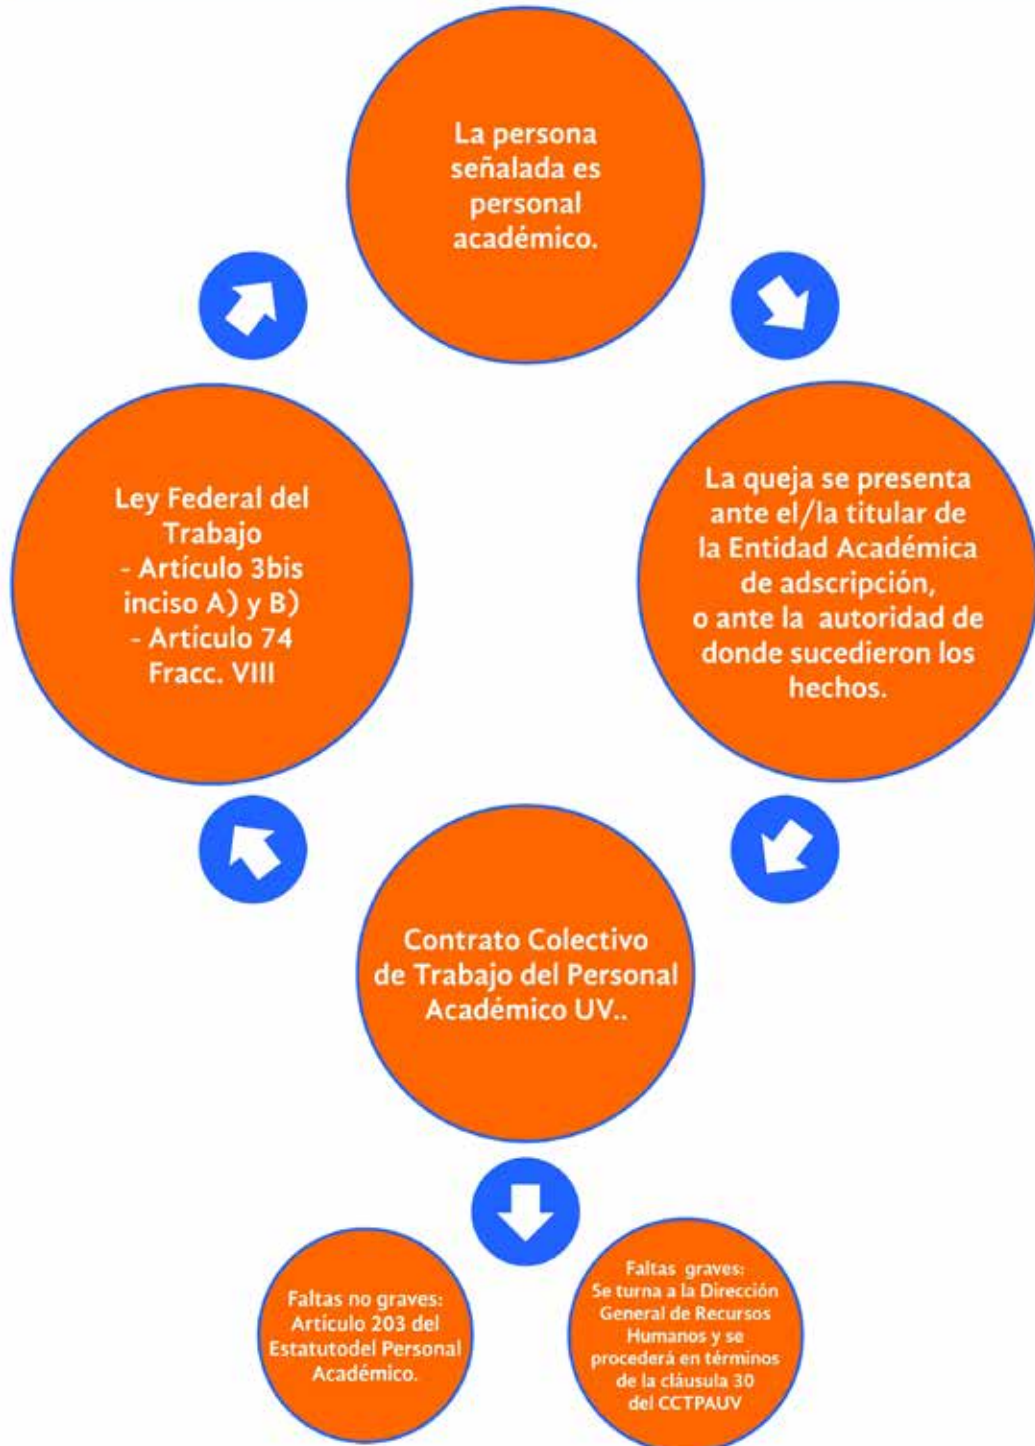 La persona
señalada es
personal
académico.
La queja se presenta
ante el/la titular de
la Entidad Académica
de adscripción,
o ante la autoridad de
donde sucedieron los
hechos.
Ley Federal del
Trabajo
- Artículo 3bis
inciso A) y B)
- Artículo 74
Fracc. VIII
Contrato Colectivo
de Trabajo del Personal
Académico UV..
Faltas no graves:
Artículo 203 del
Estatutodel Personal
Académico.
Faltas graves:
Se turna a la Dirección
General de Recursos
Humanos y se
procederá en términos
de la cláusula 30
del CCTPAUV